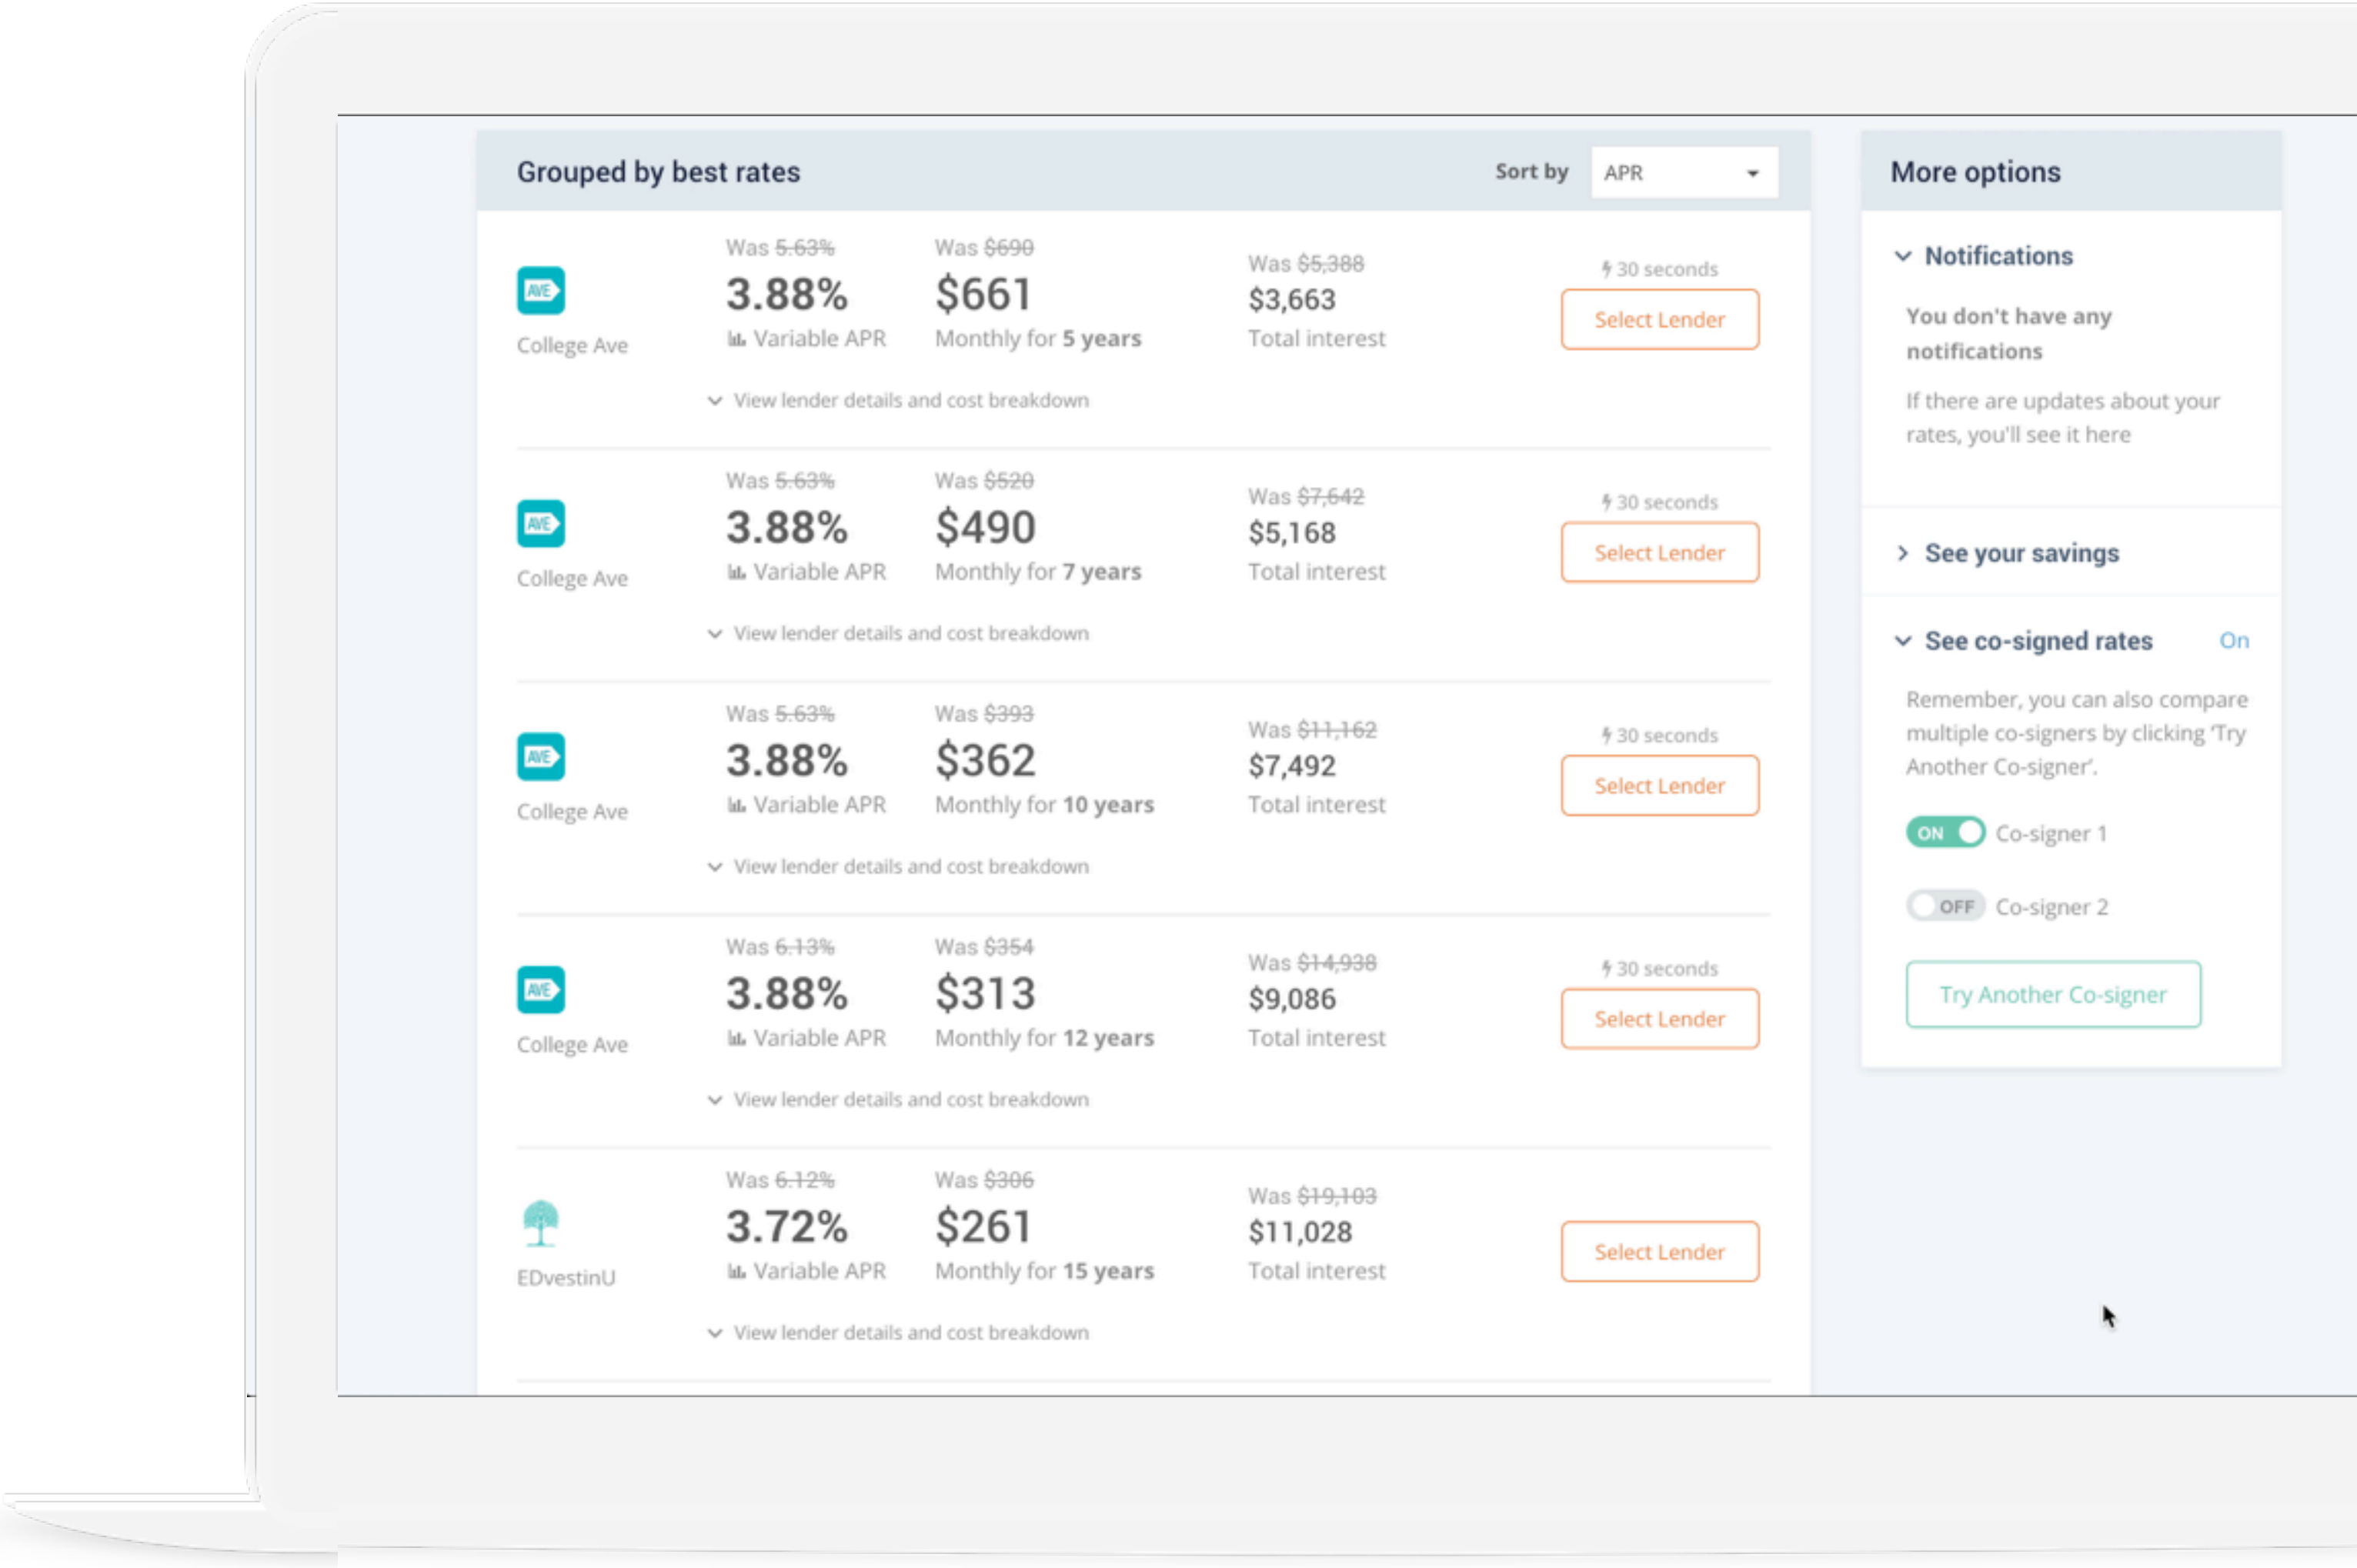 Grouped by best rates
Sort by APR
Was 5.63% Was $690 Was $5,388 30 seconds
AVE 3.88% $661 $3,663 Select Lender
College Ave Variable APR Monthly for 5 years Total interest
View lender details and cost breakdown
Was 5.63% Was $520 Was $7,642 30 seconds
AVE 3.88% $490 $5,168 Select Lender
College Ave Variable APR Monthly for 7 years Total interest
View lender details and cost breakdown
Was 5.63% Was $393 Was $11,162 30 seconds
AVE 3.88% $362 $7,492 Select Lender
College Ave Variable APR Monthly for 10 years Total interest
View lender details and cost breakdown
Was 6.13% Was $354 Was $14,938 30 seconds
AVE 3.88% $313 $9,086 Select Lender
College Ave Variable APR Monthly for 12 years Total interest
View lender details and cost breakdown
Was 6.12% Was $306 Was $19,103
3.72% $261 $11,028 Select Lender
EDvestinU Variable APR Monthly for 15 years Total interest
View lender details and cost breakdown
More options
Notifications
You don't have any
notifications
If there are updates about your
rates, you'll see it here
See your savings
See co-signed rates On
Remember, you can also compare
multiple co-signers by clicking 'Try
Another Co-signer'.
ON Co-signer 1
OFF Co-signer 2
Try Another Co-signer